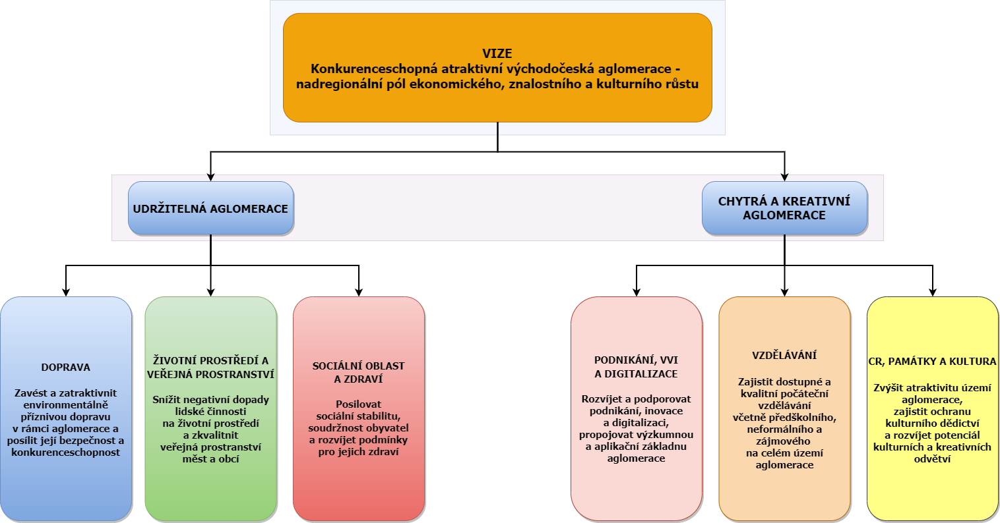 VIZE
Konkurenceschopná atraktivní východočeská aglomerace -
nadregionální pól ekonomického, znalostního a kulturního růstu
UDRŽITELNÁ AGLOMERACE
CHYTRÁ A KREATIVNÍ
AGLOMERACE
DOPRAVA
Zavést a zatraktivnit
environmentálně
příznivou dopravu
v rámci aglomerace a
posílit její bezpečnost a
konkurenceschopnost
ŽIVOTNÍ PROSTŘEDÍ A
VEŘEJNÁ PROSTRANSTVÍ
Snížit negativní dopady
lidské činnosti
na životní prostředí
a zkvalitnit
veřejná prostranství
měst a obcí
SOCIÁLNÍ OBLAST
A ZDRAVÍ
Posilovat
sociální stabilitu,
soudržnost obyvatel
a rozvíjet podmínky
pro jejich zdraví
PODNIKÁNÍ, VVI
A DIGITALIZACE
Rozvíjet a podporovat
podnikání, inovace
a digitalizaci,
propojovat výzkumnou
a aplikační základnu
aglomerace
VZDĚLÁVÁNÍ
Zajistit dostupné a
kvalitní počáteční
vzdělávání
včetně předškolního,
neformálního a
zájmového
na celém území
aglomerace
CR, PAMÁTKY A KULTURA
Zvýšit atraktivitu území
aglomerace,
zajistit ochranu
kulturního dědictví
a rozvíjet potenciál
kulturních a kreativních
odvětví